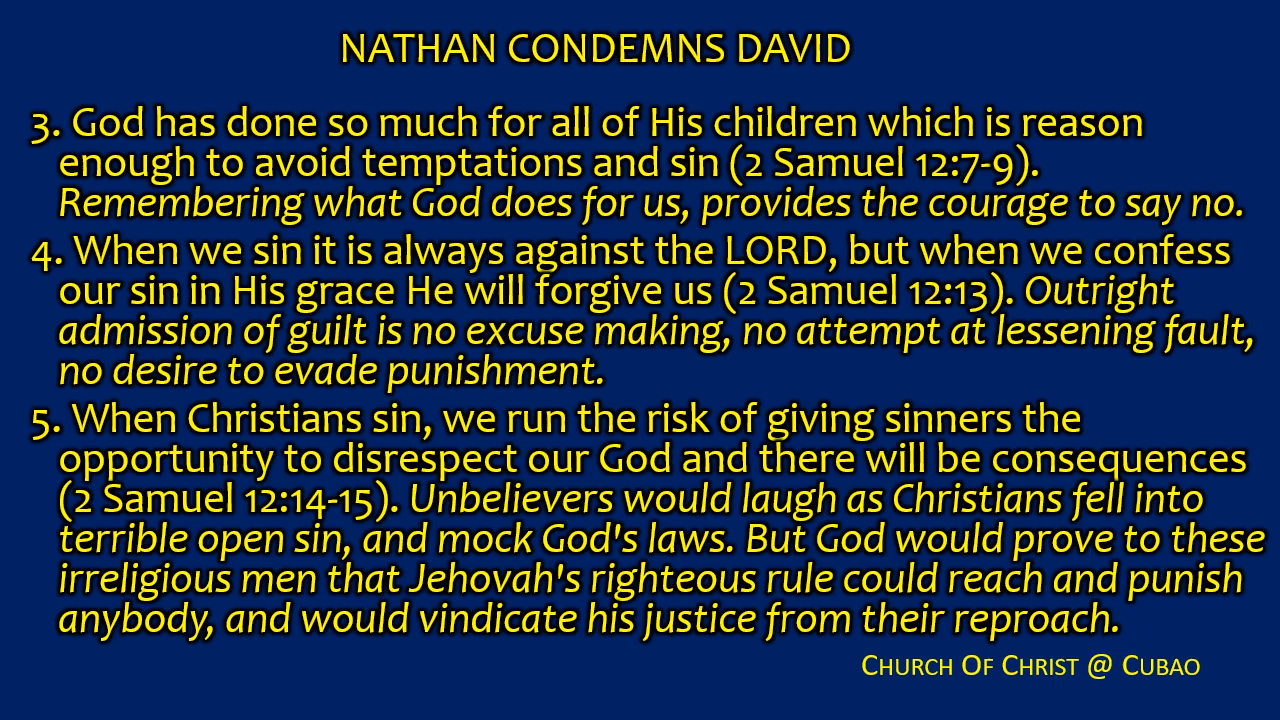 NATHAN CONDEMNS DAVID
3. God has done so much for all of His children which is reason
enough to avoid temptations and sin (2 Samuel 12:7-9).
Remembering what God does for us, provides the courage to say no.
4. When we sin it is always against the LORD, but when we confess
our sin in His grace He will forgive us (2 Samuel 12:13). Outright
admission of guilt is no excuse making, no attempt at lessening fault,
no desire to evade punishment.
5. When Christians sin, we run the risk of giving sinners the
opportunity to disrespect our God and there will be consequences
(2 Samuel 12:14-15). Unbelievers would laugh as Christians fell into
terrible open sin, and mock God's laws. But God would prove to these
irreligious men that Jehovah's righteous rule could reach and punish
anybody, and would vindicate his justice from their reproach.
CHURCH OF CHRIST @ CUBAO